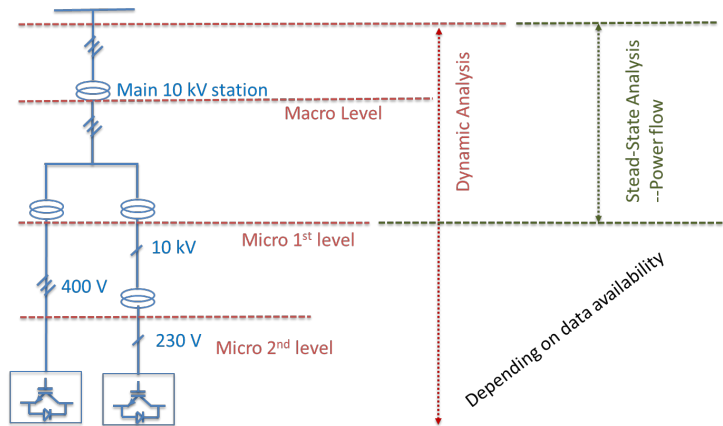 Main 10 kV station
Macro Level
Micro 1st level
10 kV
400 V
Micro 2nd level
230 V
Dynamic Analysis
Stead-State Analysis
--Power flow
Depending on data availability